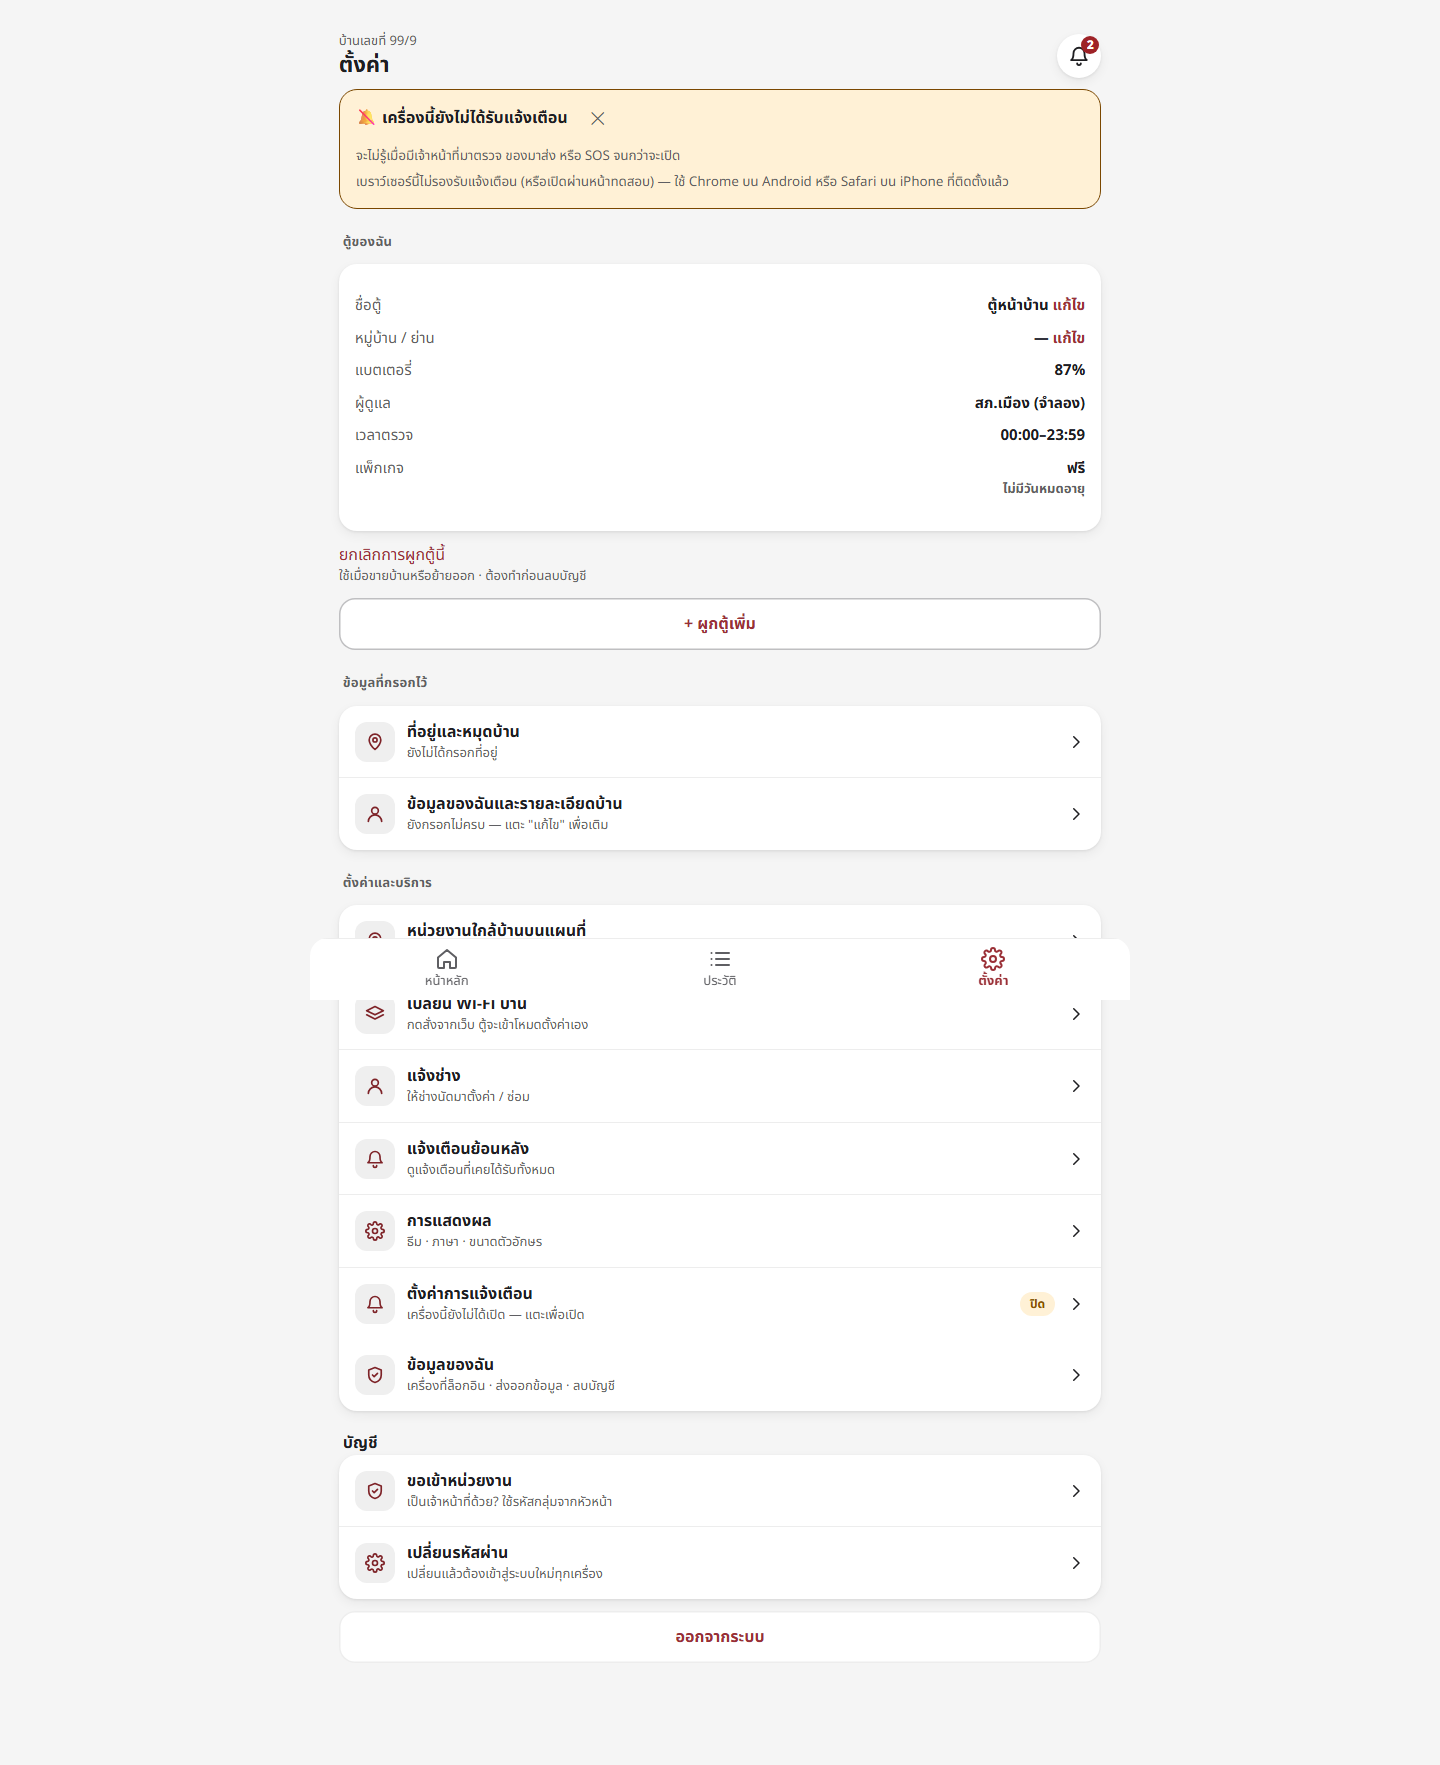 บ้านเลขที่ 99/9
ตั้งค่า
2
เครื่องนี้ยังไม่ได้รับแจ้งเตือน
จะไม่รู้เมื่อมีเจ้าหน้าที่มาตรวจ ของมาส่ง หรือ SOS จนกว่าจะเปิด
เบราว์เซอร์นี้ไม่รองรับแจ้งเตือน (หรือเปิดผ่านหน้าทดสอบ) — ใช้ Chrome บน Android หรือ Safari บน iPhone ที่ติดตั้งแล้ว
ตู้ของฉัน
ชื่อตู้ ตู้หน้าบ้าน แก้ไข
หมู่บ้าน / ย่าน — แก้ไข
แบตเตอรี่ 87%
ผู้ดูแล สภ.เมือง (จำลอง)
เวลาตรวจ 00:00–23:59
แพ็กเกจ ฟรี
ไม่มีวันหมดอายุ
ยกเลิกการผูกตู้นี้
ใช้เมื่อขายบ้านหรือย้ายออก · ต้องทำก่อนลบบัญชี
+ ผูกตู้เพิ่ม
ข้อมูลที่กรอกไว้
ที่อยู่และหมุดบ้าน
ยังไม่ได้กรอกที่อยู่
ข้อมูลของฉันและรายละเอียดบ้าน
ยังกรอกไม่ครบ — แตะ "แก้ไข" เพื่อเติม
ตั้งค่าและบริการ
หน่วยงานใกล้บ้านบนแผนที่
หน้าหลัก ประวัติ ตั้งค่า
เปลี่ยน Wi-Fi บ้าน
กดสั่งจากเว็บ ตู้จะเข้าโหมดตั้งค่าเอง
แจ้งช่าง
ให้ช่างนัดมาตั้งค่า / ซ่อม
แจ้งเตือนย้อนหลัง
ดูแจ้งเตือนที่เคยได้รับทั้งหมด
การแสดงผล
ธีม · ภาษา · ขนาดตัวอักษร
ตั้งค่าการแจ้งเตือน
เครื่องนี้ยังไม่ได้เปิด — แตะเพื่อเปิด
ปิด
ข้อมูลของฉัน
เครื่องที่ล็อกอิน · ส่งออกข้อมูล · ลบบัญชี
บัญชี
ขอเข้าหน่วยงาน
เป็นเจ้าหน้าที่ด้วย? ใช้รหัสกลุ่มจากหัวหน้า
เปลี่ยนรหัสผ่าน
เปลี่ยนแล้วต้องเข้าสู่ระบบใหม่ทุกเครื่อง
ออกจากระบบ